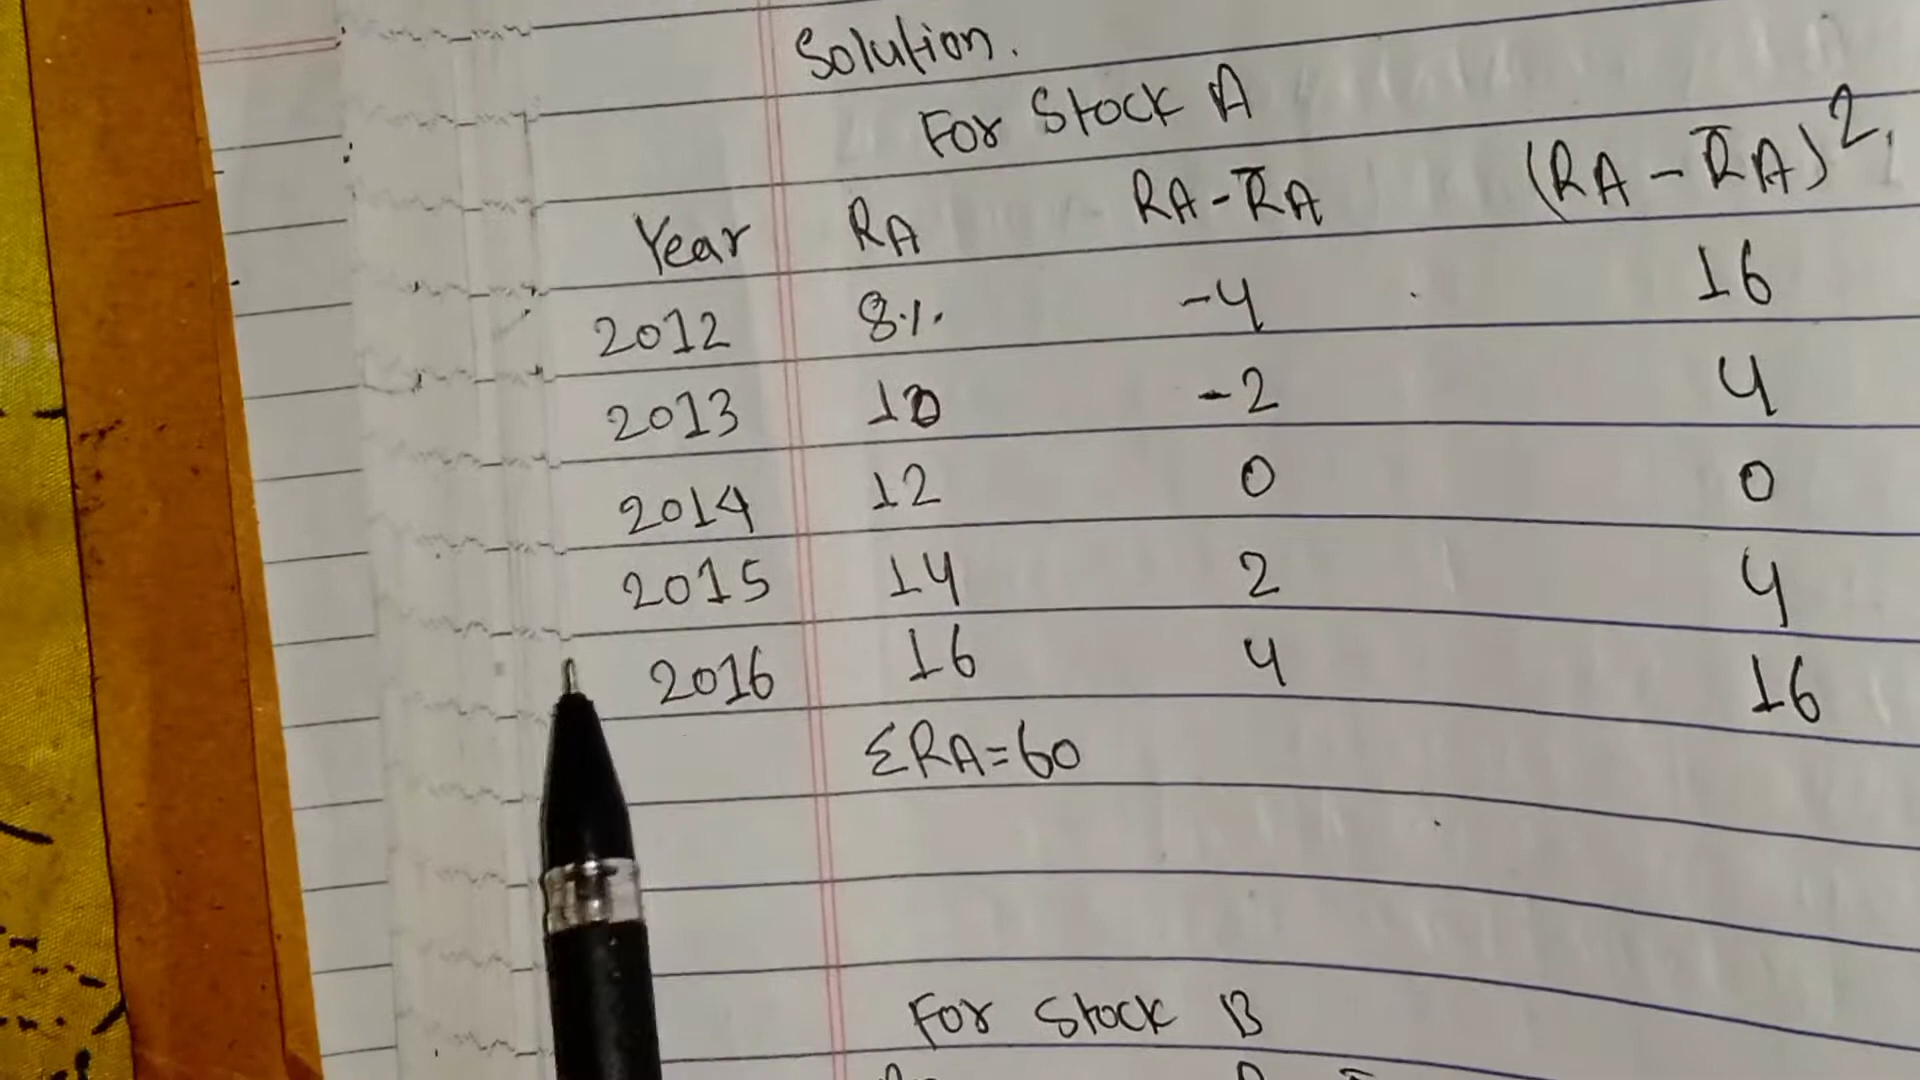 Solution.
For Stock A
Year RA RA-R̄A (RA-R̄A)²
2012 8% -4 16
2013 10 -2 4
2014 12 0 0
2015 14 2 4
2016 16 4 16
ΣRA=60
For Stock B